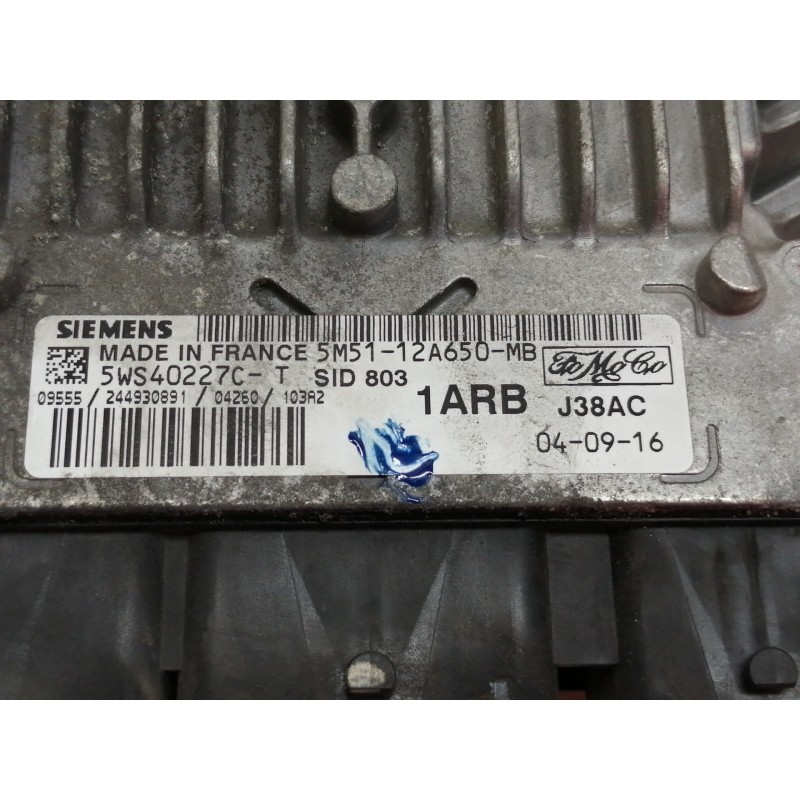 SIEMENS
MADE IN FRANCE 5M51-12A650-MB
5WS40227C-T SID 803
09555/244930891/04260/103A2
1ARB J38AC
FoMoCo
04-09-16